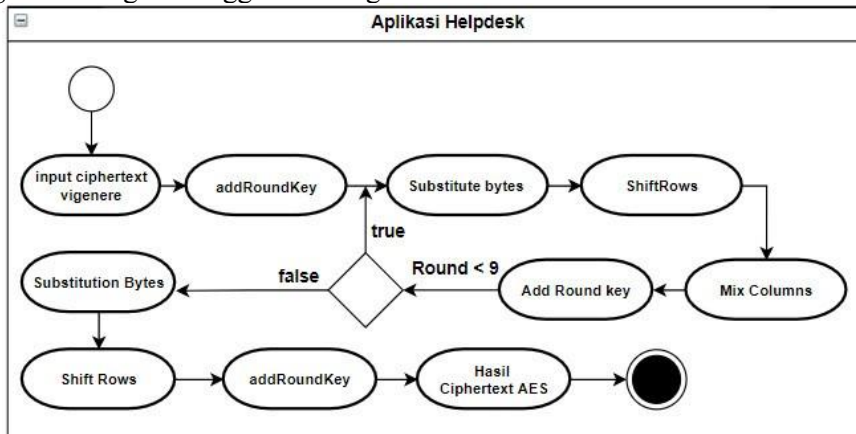 Aplikasi Helpdesk
input ciphertext
vigenere
addRoundKey
Substitute bytes
ShiftRows
true
false
Round < 9
Substitution Bytes
Add Round key
Mix Columns
Shift Rows
addRoundKey
Hasil
Ciphertext AES